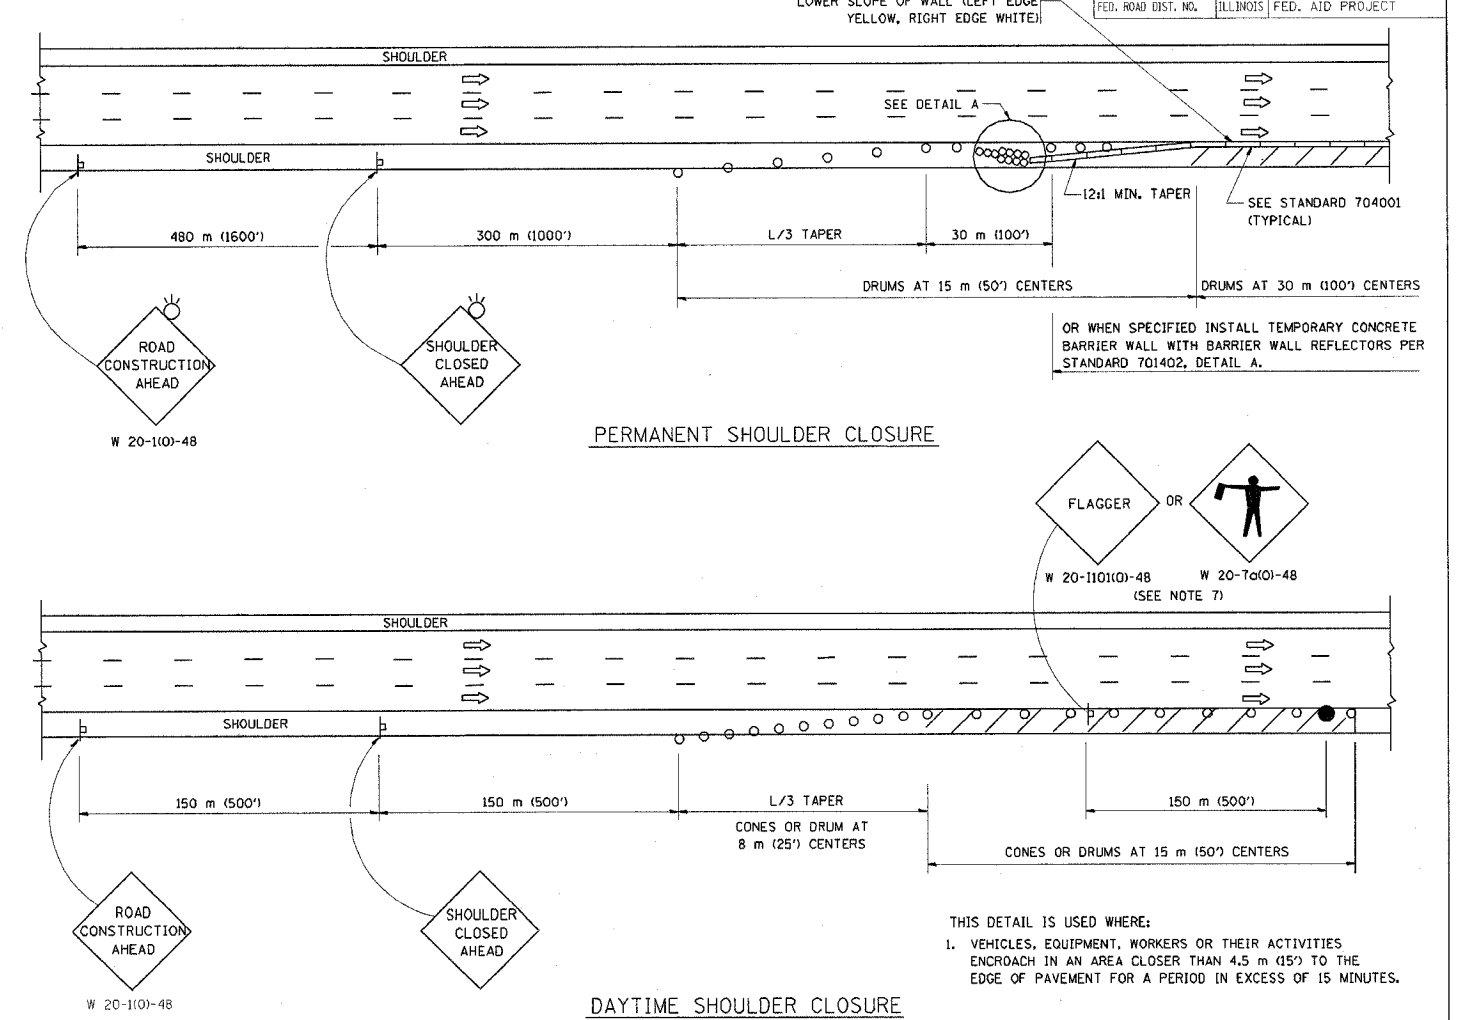 LOWER SLOPE OF WALL (LEFT EDGE
YELLOW, RIGHT EDGE WHITE)
FED. ROAD DIST. NO.
ILLINOIS
FED. AID PROJECT
SHOULDER
SEE DETAIL A
SHOULDER
12:1 MIN. TAPER
SEE STANDARD 704001
(TYPICAL)
480 m (1600')
300 m (1000')
L/3 TAPER
30 m (100')
DRUMS AT 15 m (50') CENTERS
DRUMS AT 30 m (100') CENTERS
OR WHEN SPECIFIED INSTALL TEMPORARY CONCRETE
BARRIER WALL WITH BARRIER WALL REFLECTORS PER
STANDARD 701402, DETAIL A.
ROAD
CONSTRUCTION
AHEAD
W 20-1(O)-48
SHOULDER
CLOSED
AHEAD
PERMANENT SHOULDER CLOSURE
FLAGGER
OR
W 20-I101(O)-48
W 20-7a(O)-48
(SEE NOTE 7)
SHOULDER
SHOULDER
150 m (500')
150 m (500')
L/3 TAPER
150 m (500')
CONES OR DRUM AT
8 m (25') CENTERS
CONES OR DRUMS AT 15 m (50') CENTERS
ROAD
CONSTRUCTION
AHEAD
W 20-1(O)-48
SHOULDER
CLOSED
AHEAD
THIS DETAIL IS USED WHERE:
1. VEHICLES, EQUIPMENT, WORKERS OR THEIR ACTIVITIES
ENCROACH IN AN AREA CLOSER THAN 4.5 m (15') TO THE
EDGE OF PAVEMENT FOR A PERIOD IN EXCESS OF 15 MINUTES.
DAYTIME SHOULDER CLOSURE